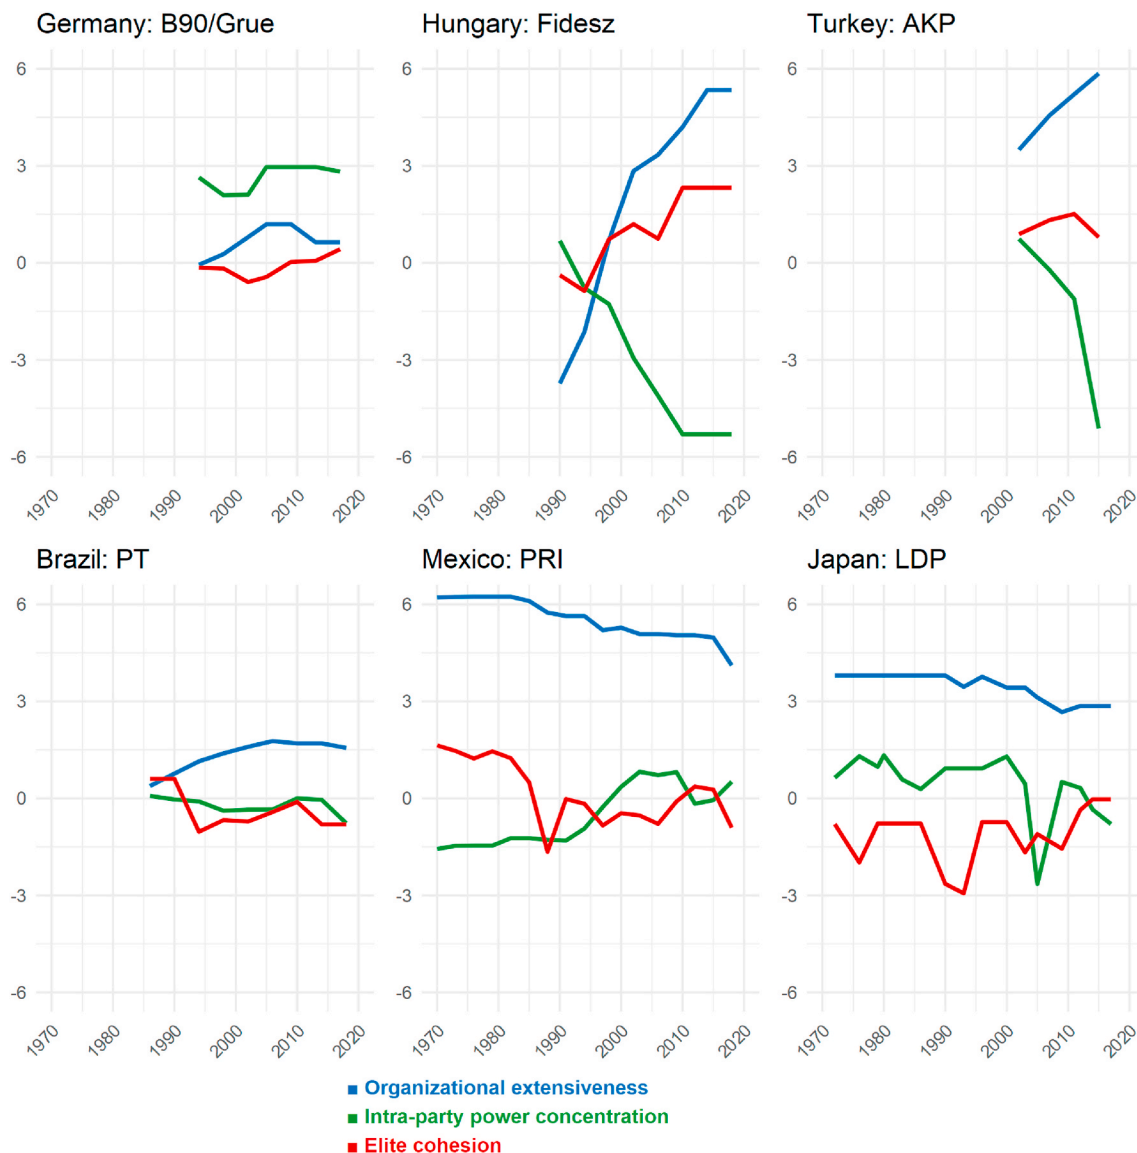 Germany: B90/Grue Hungary: Fidesz Turkey: AKP
6 6 6
3 3 3
0 0 0
-3 -3 -3
-6 -6 -6
1970 1980 1990 2000 2010 2020 1970 1980 1990 2000 2010 2020 1970 1980 1990 2000 2010 2020
Brazil: PT Mexico: PRI Japan: LDP
6 6 6
3 3 3
0 0 0
-3 -3 -3
-6 -6 -6
1970 1980 1990 2000 2010 2020 1970 1980 1990 2000 2010 2020 1970 1980 1990 2000 2010 2020
Organizational extensiveness
Intra-party power concentration
Elite cohesion